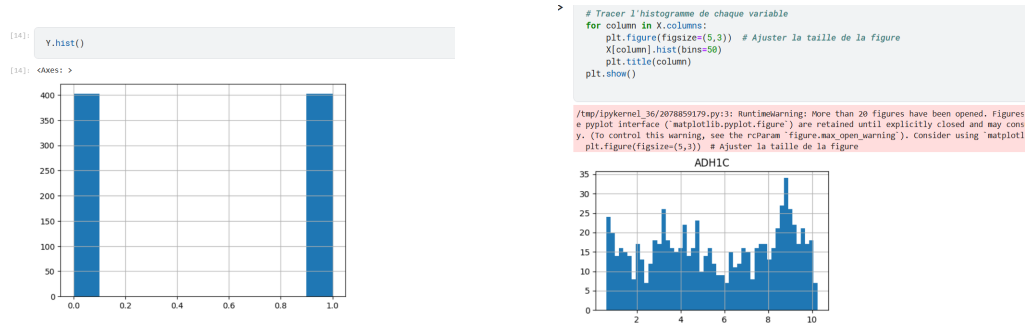 [14]:
Y.hist()
[14]: <Axes: >
400
350
300
250
200
150
100
50
0
0.0 0.2 0.4 0.6 0.8 1.0
>
# Tracer l'histogramme de chaque variable
for column in X.columns:
plt.figure(figsize=(5,3)) # Ajuster la taille de la figure
X[column].hist(bins=50)
plt.title(column)
plt.show()
/tmp/ipykernel_36/2078859179.py:3: RuntimeWarning: More than 20 figures have been opened. Figures
e pyplot interface (`matplotlib.pyplot.figure`) are retained until explicitly closed and may cons
y. (To control this warning, see the rcParam `figure.max_open_warning`). Consider using `matplotl
plt.figure(figsize=(5,3)) # Ajuster la taille de la figure
ADH1C
35
30
25
20
15
10
5
0
2 4 6 8 10